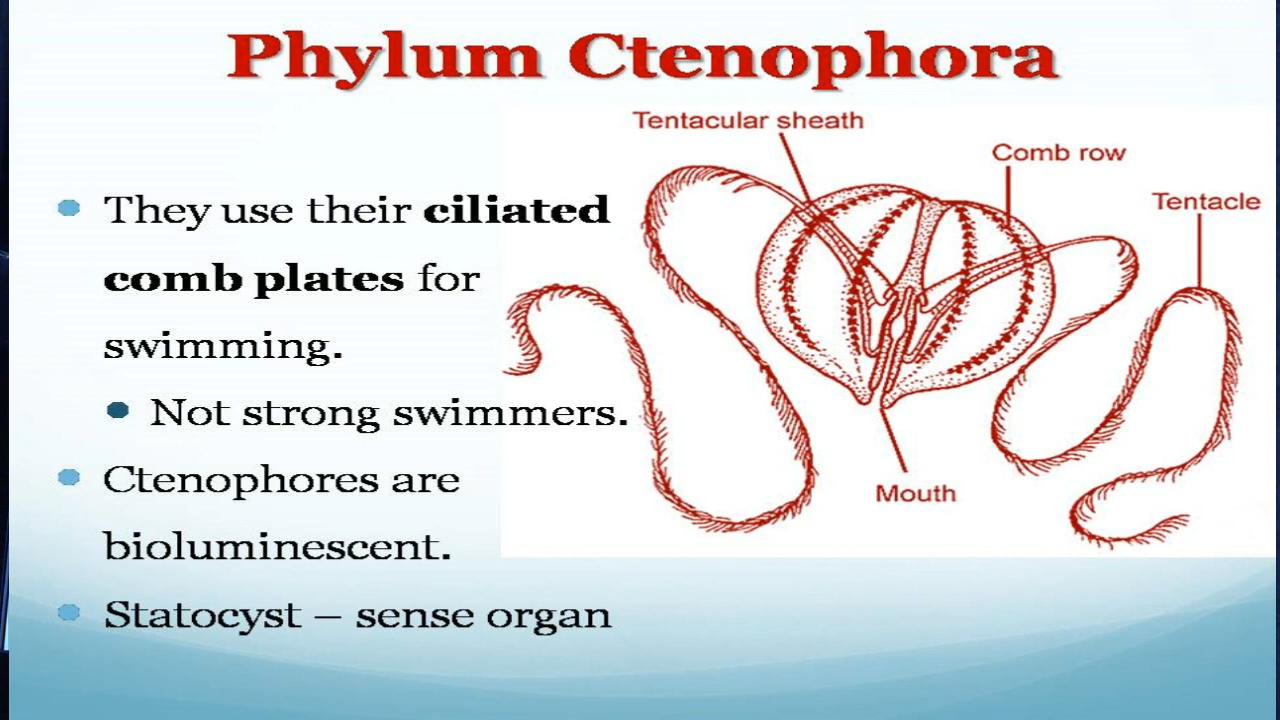 Phylum Ctenophora
They use their ciliated
comb plates for
swimming.
Not strong swimmers.
Ctenophores are
bioluminescent.
Statocyst – sense organ
Tentacular sheath
Comb row
Tentacle
Mouth